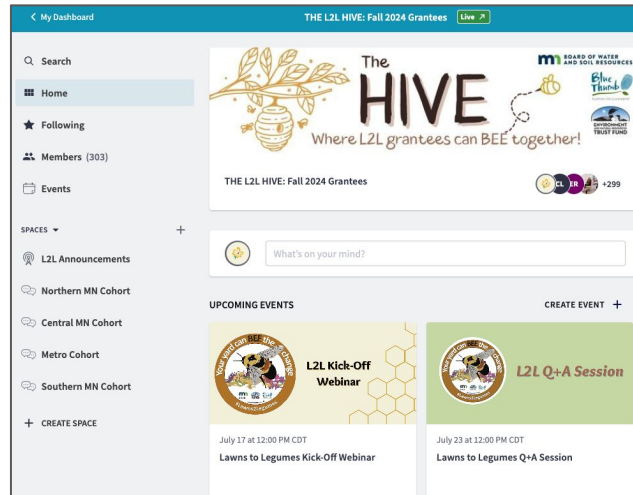 My Dashboard
THE L2L HIVE: Fall 2024 Grantees
Live
Search
Home
Following
Members (303)
Events
SPACES
L2L Announcements
Northern MN Cohort
Central MN Cohort
Metro Cohort
Southern MN Cohort
CREATE SPACE
The
HIVE
Where L2L grantees can BEE together!
BOARD OF WATER
AND SOIL RESOURCES
Blue
Thumb
ENVIRONMENT
TRUST FUND
THE L2L HIVE: Fall 2024 Grantees
CL
ER
+299
What's on your mind?
UPCOMING EVENTS
CREATE EVENT +
Your yard can BEE the change
#lawns2legumes
L2L Kick-Off
Webinar
July 17 at 12:00 PM CDT
Lawns to Legumes Kick-Off Webinar
Your yard can BEE the change
#lawns2legumes
L2L Q+A Session
July 23 at 12:00 PM CDT
Lawns to Legumes Q+A Session